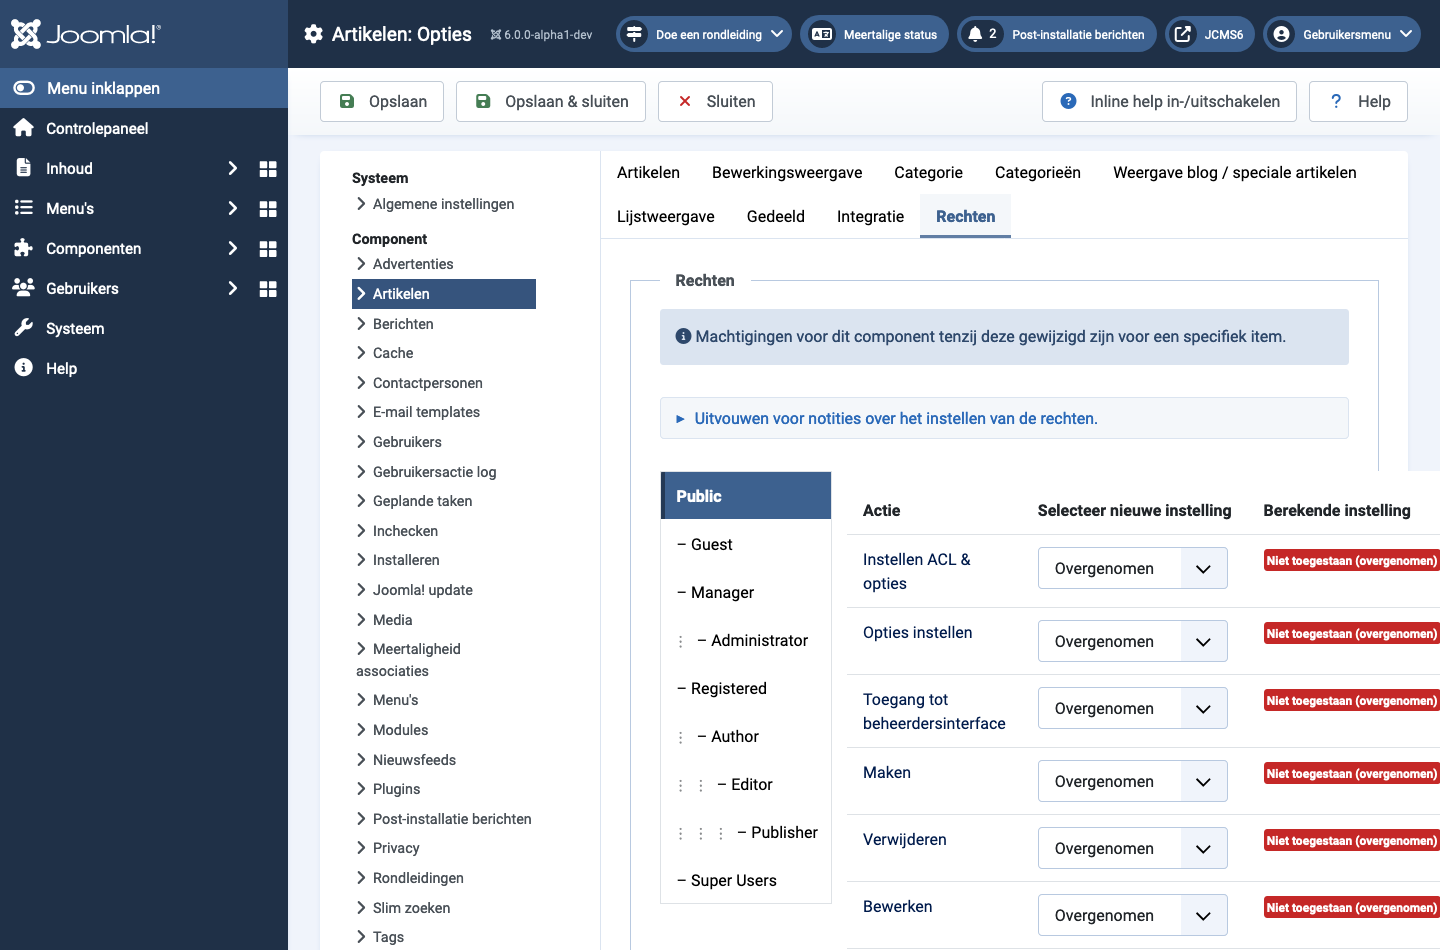 Joomla!®
Artikelen: Opties
6.0.0-alpha1-dev
Doe een rondleiding
Meertalige status
2 Post-installatie berichten
JCMS6
Gebruikersmenu
Menu inklappen
Controlepaneel
Inhoud
Menu's
Componenten
Gebruikers
Systeem
Help
Opslaan
Opslaan & sluiten
Sluiten
Inline help in-/uitschakelen
? Help
Systeem
Algemene instellingen
Component
Advertenties
Artikelen
Berichten
Cache
Contactpersonen
E-mail templates
Gebruikers
Gebruikersactie log
Geplande taken
Inchecken
Installeren
Joomla! update
Media
Meertaligheid
associaties
Menu's
Modules
Nieuwsfeeds
Plugins
Post-installatie berichten
Privacy
Rondleidingen
Slim zoeken
Tags
Artikelen Bewerkingsweergave Categorie Categorieën Weergave blog / speciale artikelen
Lijstweergave Gedeeld Integratie Rechten
Rechten
Machtigingen voor dit component tenzij deze gewijzigd zijn voor een specifiek item.
Uitvouwen voor notities over het instellen van de rechten.
Public
– Guest
– Manager
– Administrator
– Registered
– Author
– Editor
– Publisher
– Super Users
Actie Selecteer nieuwe instelling Berekende instelling
Instellen ACL &
opties
Overgenomen
Niet toegestaan (overgenomen)
Opties instellen
Overgenomen
Niet toegestaan (overgenomen)
Toegang tot
beheerdersinterface
Overgenomen
Niet toegestaan (overgenomen)
Maken
Overgenomen
Niet toegestaan (overgenomen)
Verwijderen
Overgenomen
Niet toegestaan (overgenomen)
Bewerken
Overgenomen
Niet toegestaan (overgenomen)